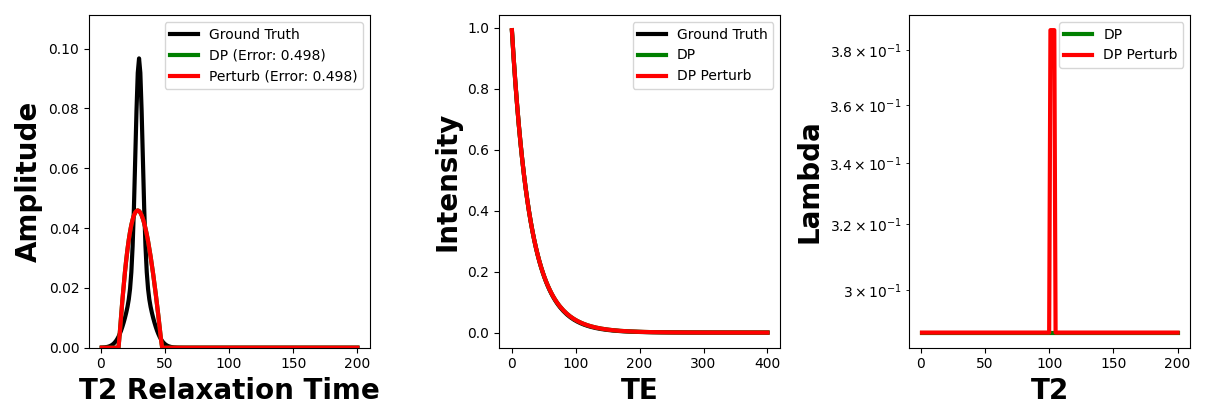 Amplitude
0.10
0.08
0.06
0.04
0.02
0.00
Ground Truth
DP (Error: 0.498)
Perturb (Error: 0.498)
0 50 100 150 200
T2 Relaxation Time
Intensity
1.0
0.8
0.6
0.4
0.2
0.0
Ground Truth
DP
DP Perturb
0 100 200 300 400
TE
Lambda
3.8 × 10⁻¹
3.6 × 10⁻¹
3.4 × 10⁻¹
3.2 × 10⁻¹
3 × 10⁻¹
DP
DP Perturb
0 50 100 150 200
T2